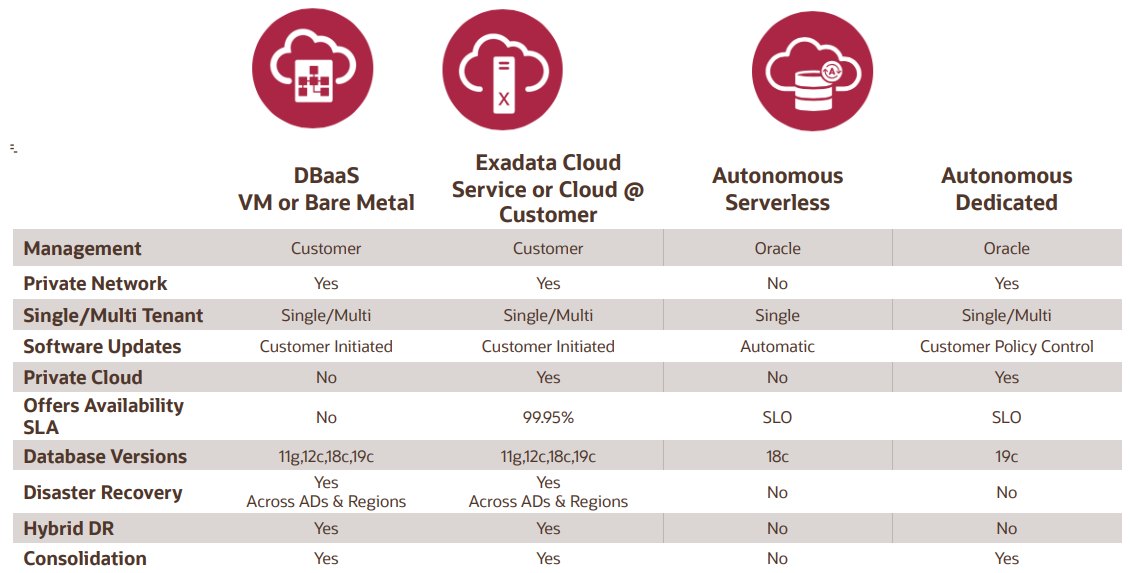 DBaaS
VM or Bare Metal
Exadata Cloud
Service or Cloud @
Customer
Autonomous
Serverless
Autonomous
Dedicated
Management Customer Customer Oracle Oracle
Private Network Yes Yes No Yes
Single/Multi Tenant Single/Multi Single/Multi Single Single/Multi
Software Updates Customer Initiated Customer Initiated Automatic Customer Policy Control
Private Cloud No Yes No Yes
Offers Availability
SLA No 99.95% SLO SLO
Database Versions 11g,12c,18c,19c 11g,12c,18c,19c 18c 19c
Disaster Recovery Yes
Across ADs & Regions Yes
Across ADs & Regions No No
Hybrid DR Yes Yes No No
Consolidation Yes Yes No Yes